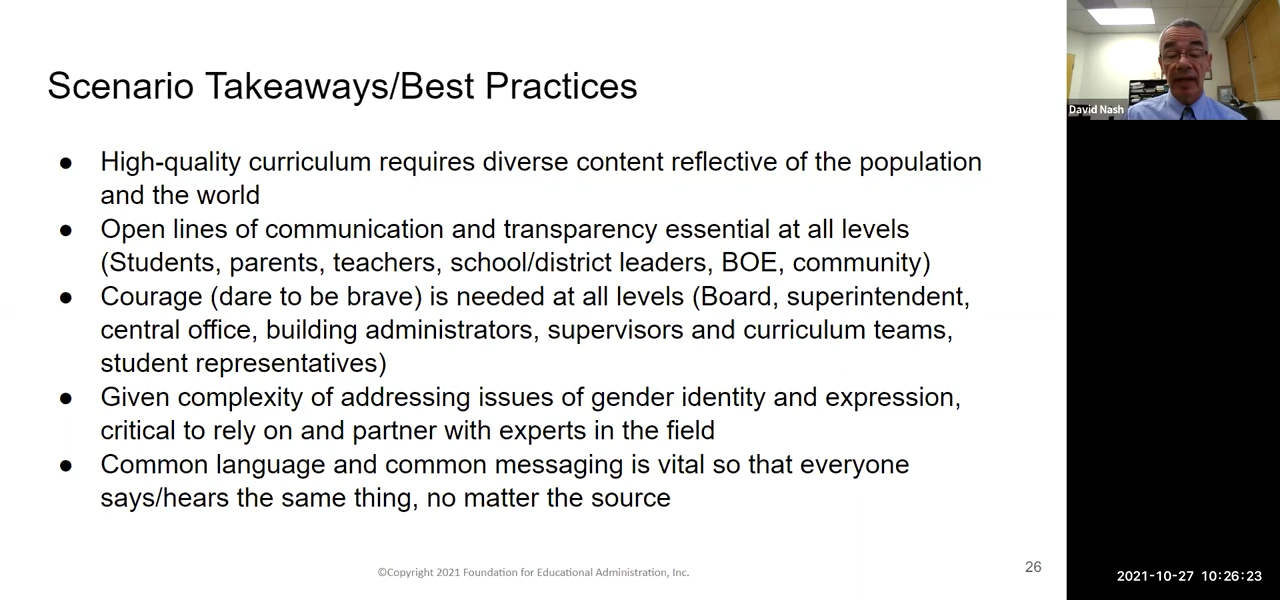 Scenario Takeaways/Best Practices
● High-quality curriculum requires diverse content reflective of the population
and the world
● Open lines of communication and transparency essential at all levels
(Students, parents, teachers, school/district leaders, BOE, community)
● Courage (dare to be brave) is needed at all levels (Board, superintendent,
central office, building administrators, supervisors and curriculum teams,
student representatives)
● Given complexity of addressing issues of gender identity and expression,
critical to rely on and partner with experts in the field
● Common language and common messaging is vital so that everyone
says/hears the same thing, no matter the source
©Copyright 2021 Foundation for Educational Administration, Inc.
26
David Nash
2021-10-27 10:26:23